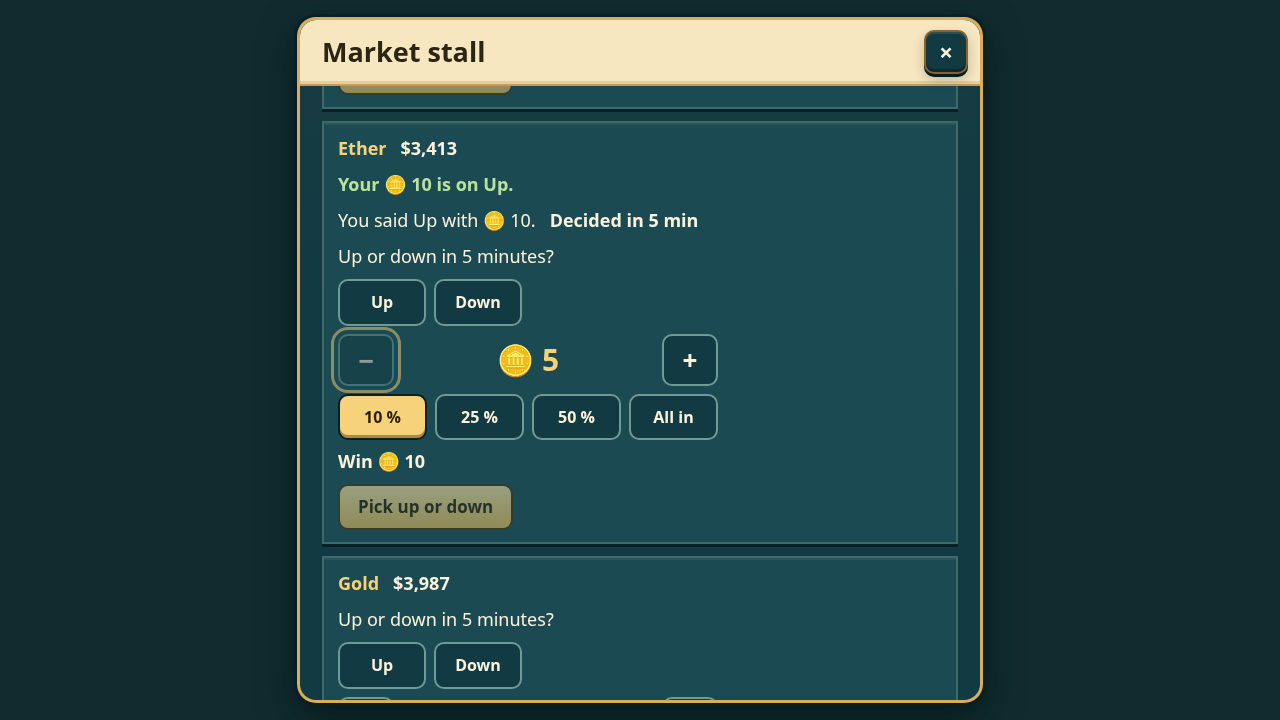 Market stall
×
Ether $3,413
Your 🪙 10 is on Up.
You said Up with 🪙 10. Decided in 5 min
Up or down in 5 minutes?
Up Down
− 🪙 5 +
10 % 25 % 50 % All in
Win 🪙 10
Pick up or down
Gold $3,987
Up or down in 5 minutes?
Up Down